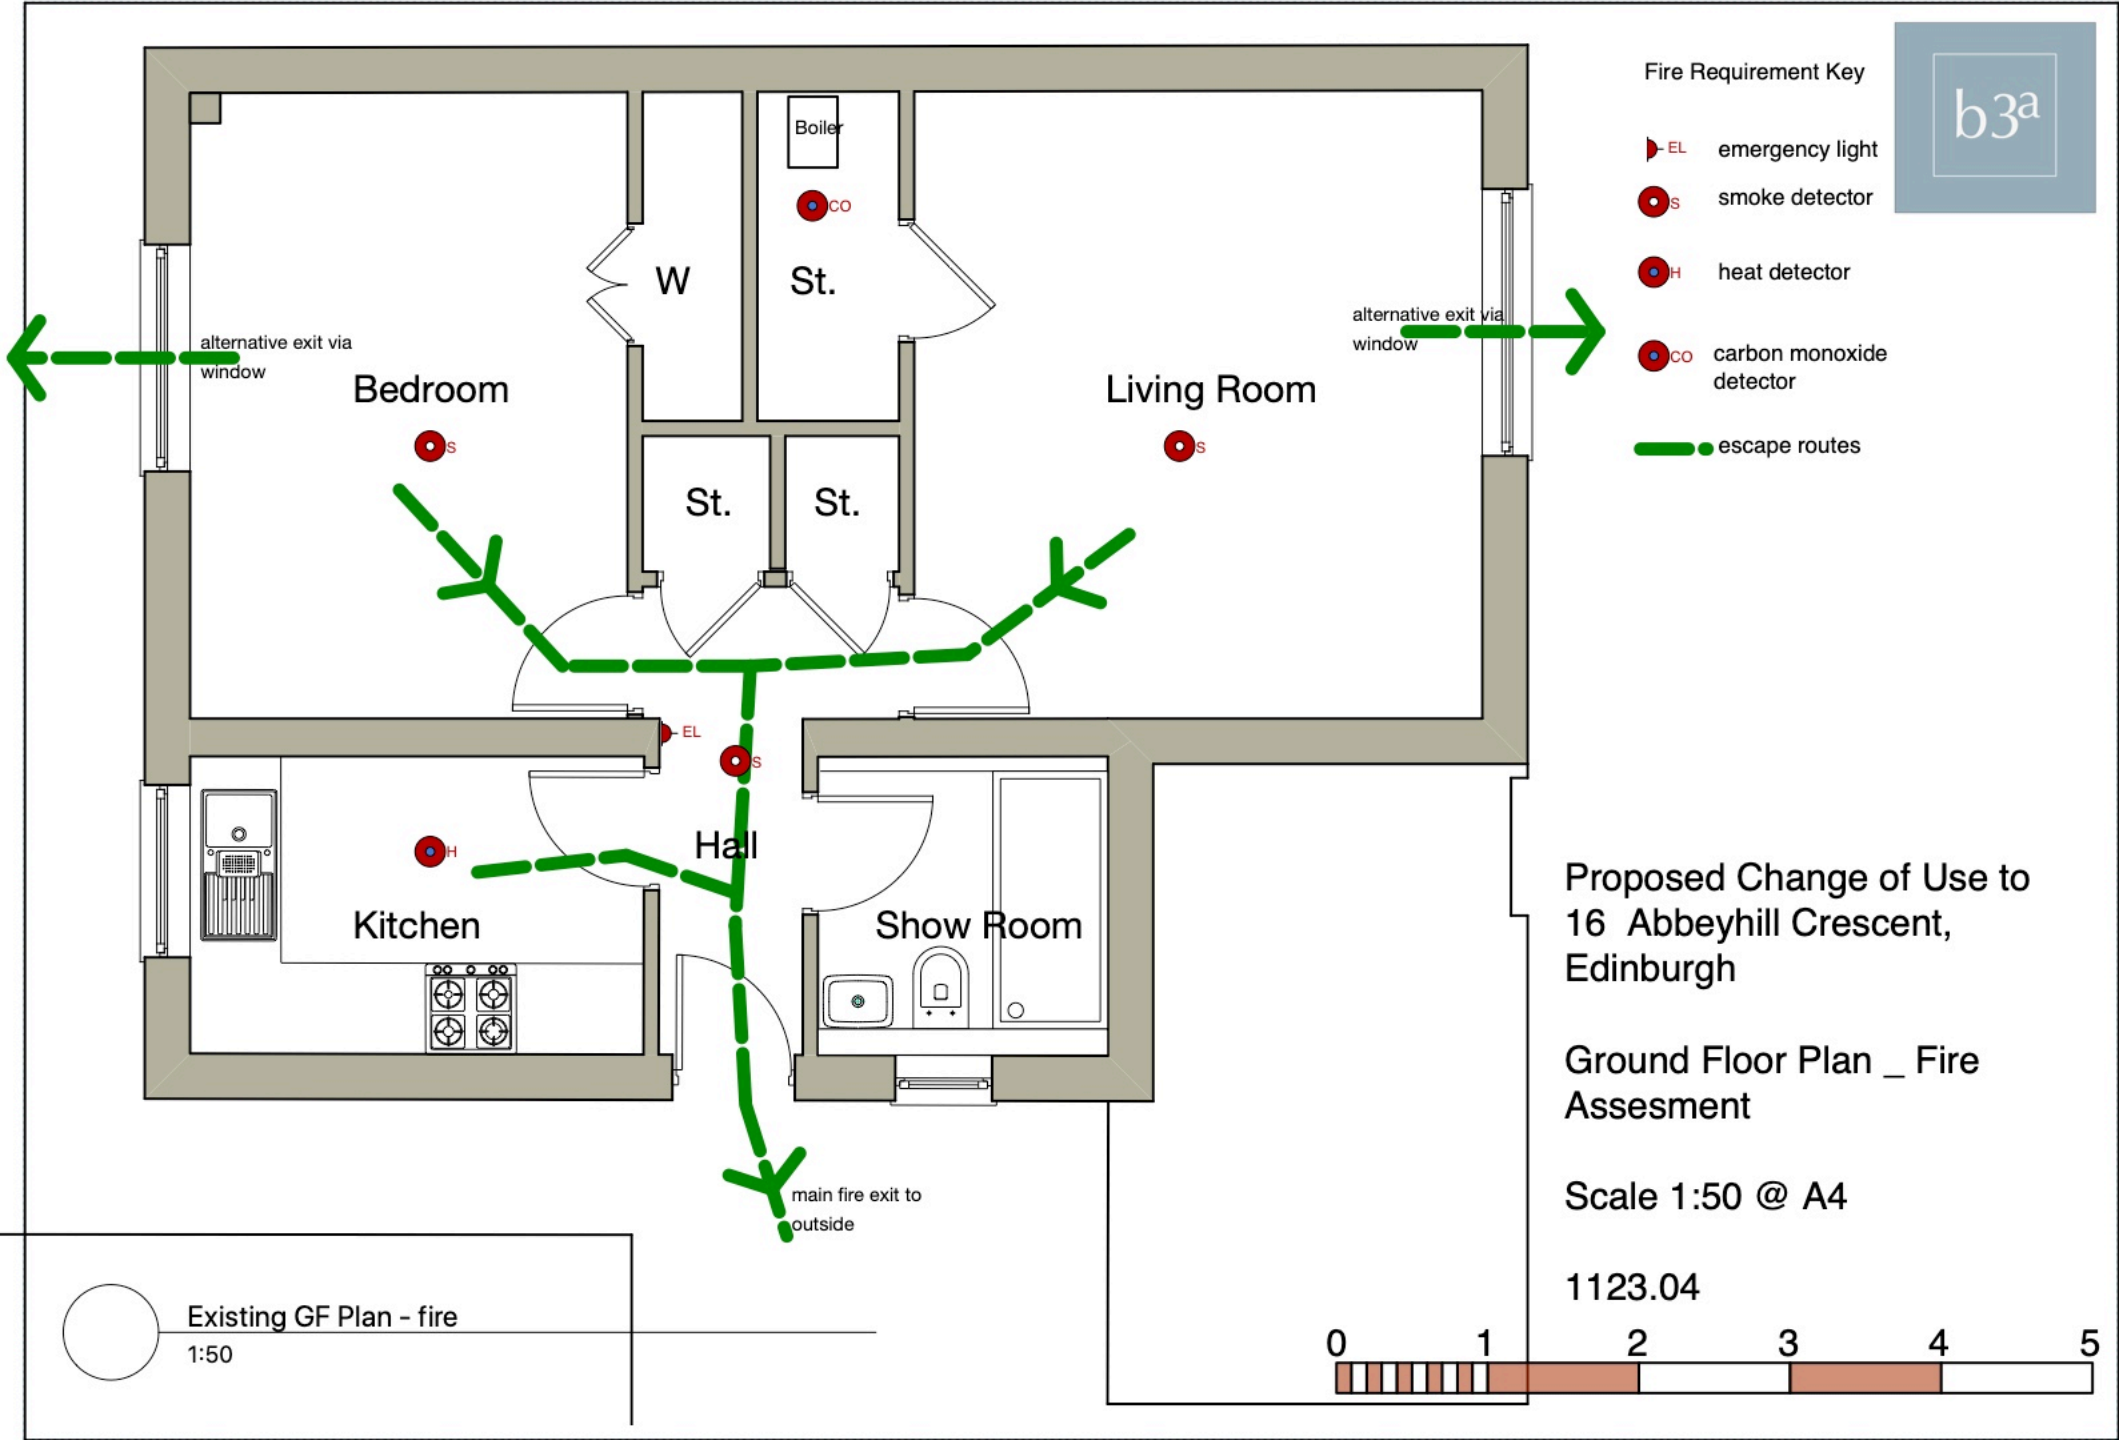 Fire Requirement Key
b3a
EL emergency light
S smoke detector
H heat detector
CO carbon monoxide
detector
escape routes
Boiler
CO
W
St.
alternative exit via
window
Bedroom
S
alternative exit via
window
Living Room
S
St.
St.
EL
S
H
Hall
Kitchen
Show Room
main fire exit to
outside
Proposed Change of Use to
16 Abbeyhill Crescent,
Edinburgh
Ground Floor Plan _ Fire
Assesment
Scale 1:50 @ A4
1123.04
0 1 2 3 4 5
Existing GF Plan - fire
1:50